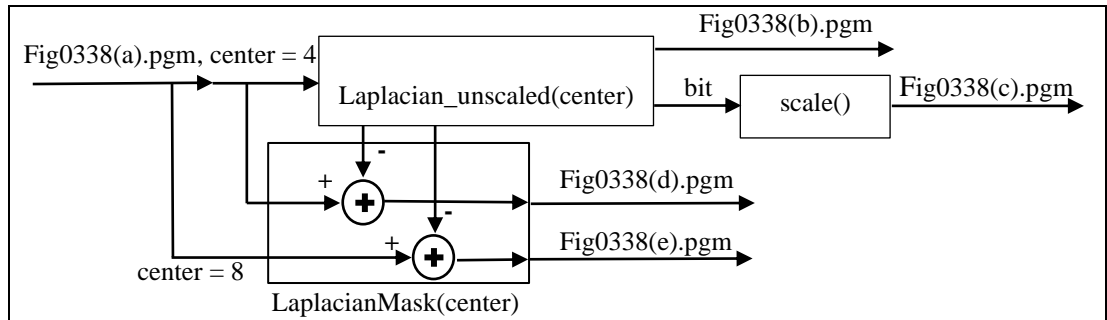 Fig0338(b).pgm
Fig0338(a).pgm, center = 4
Laplacian_unscaled(center)
bit
scale()
Fig0338(c).pgm
-
+
+
Fig0338(d).pgm
-
+
+
Fig0338(e).pgm
center = 8
LaplacianMask(center)